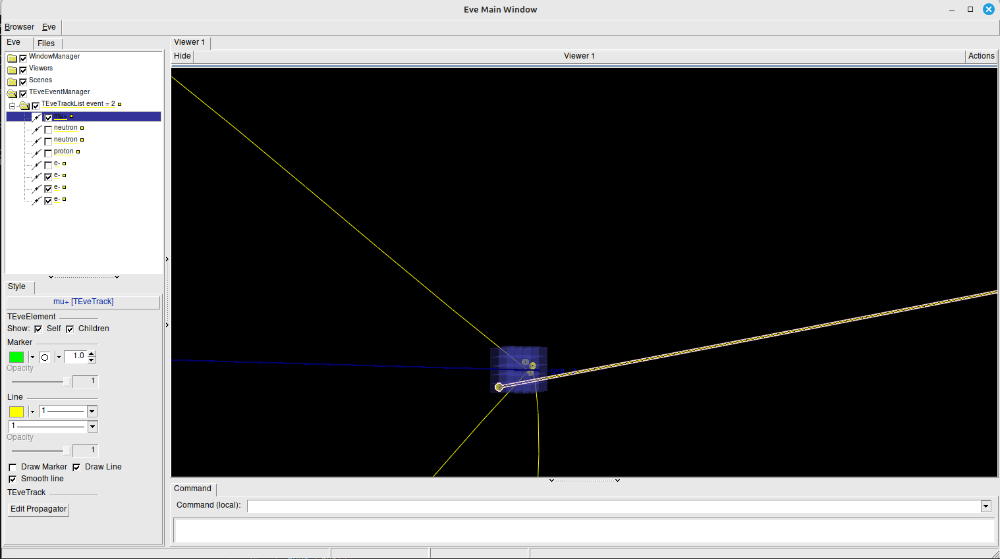 Eve Main Window
Browser Eve
Eve Files
WindowManager
Viewers
Scenes
TEveEventManager
TEveTrackList event = 2
mu+
neutron
neutron
proton
e-
e-
e-
e-
Style
mu+ [TEveTrack]
TEveElement
Show: Self Children
Marker
1.0
Opacity
1
Line
1
1
Opacity
1
Draw Marker Draw Line
Smooth line
TEveTrack
Edit Propagator
Viewer 1
Hide Viewer 1 Actions
Command
Command (local):